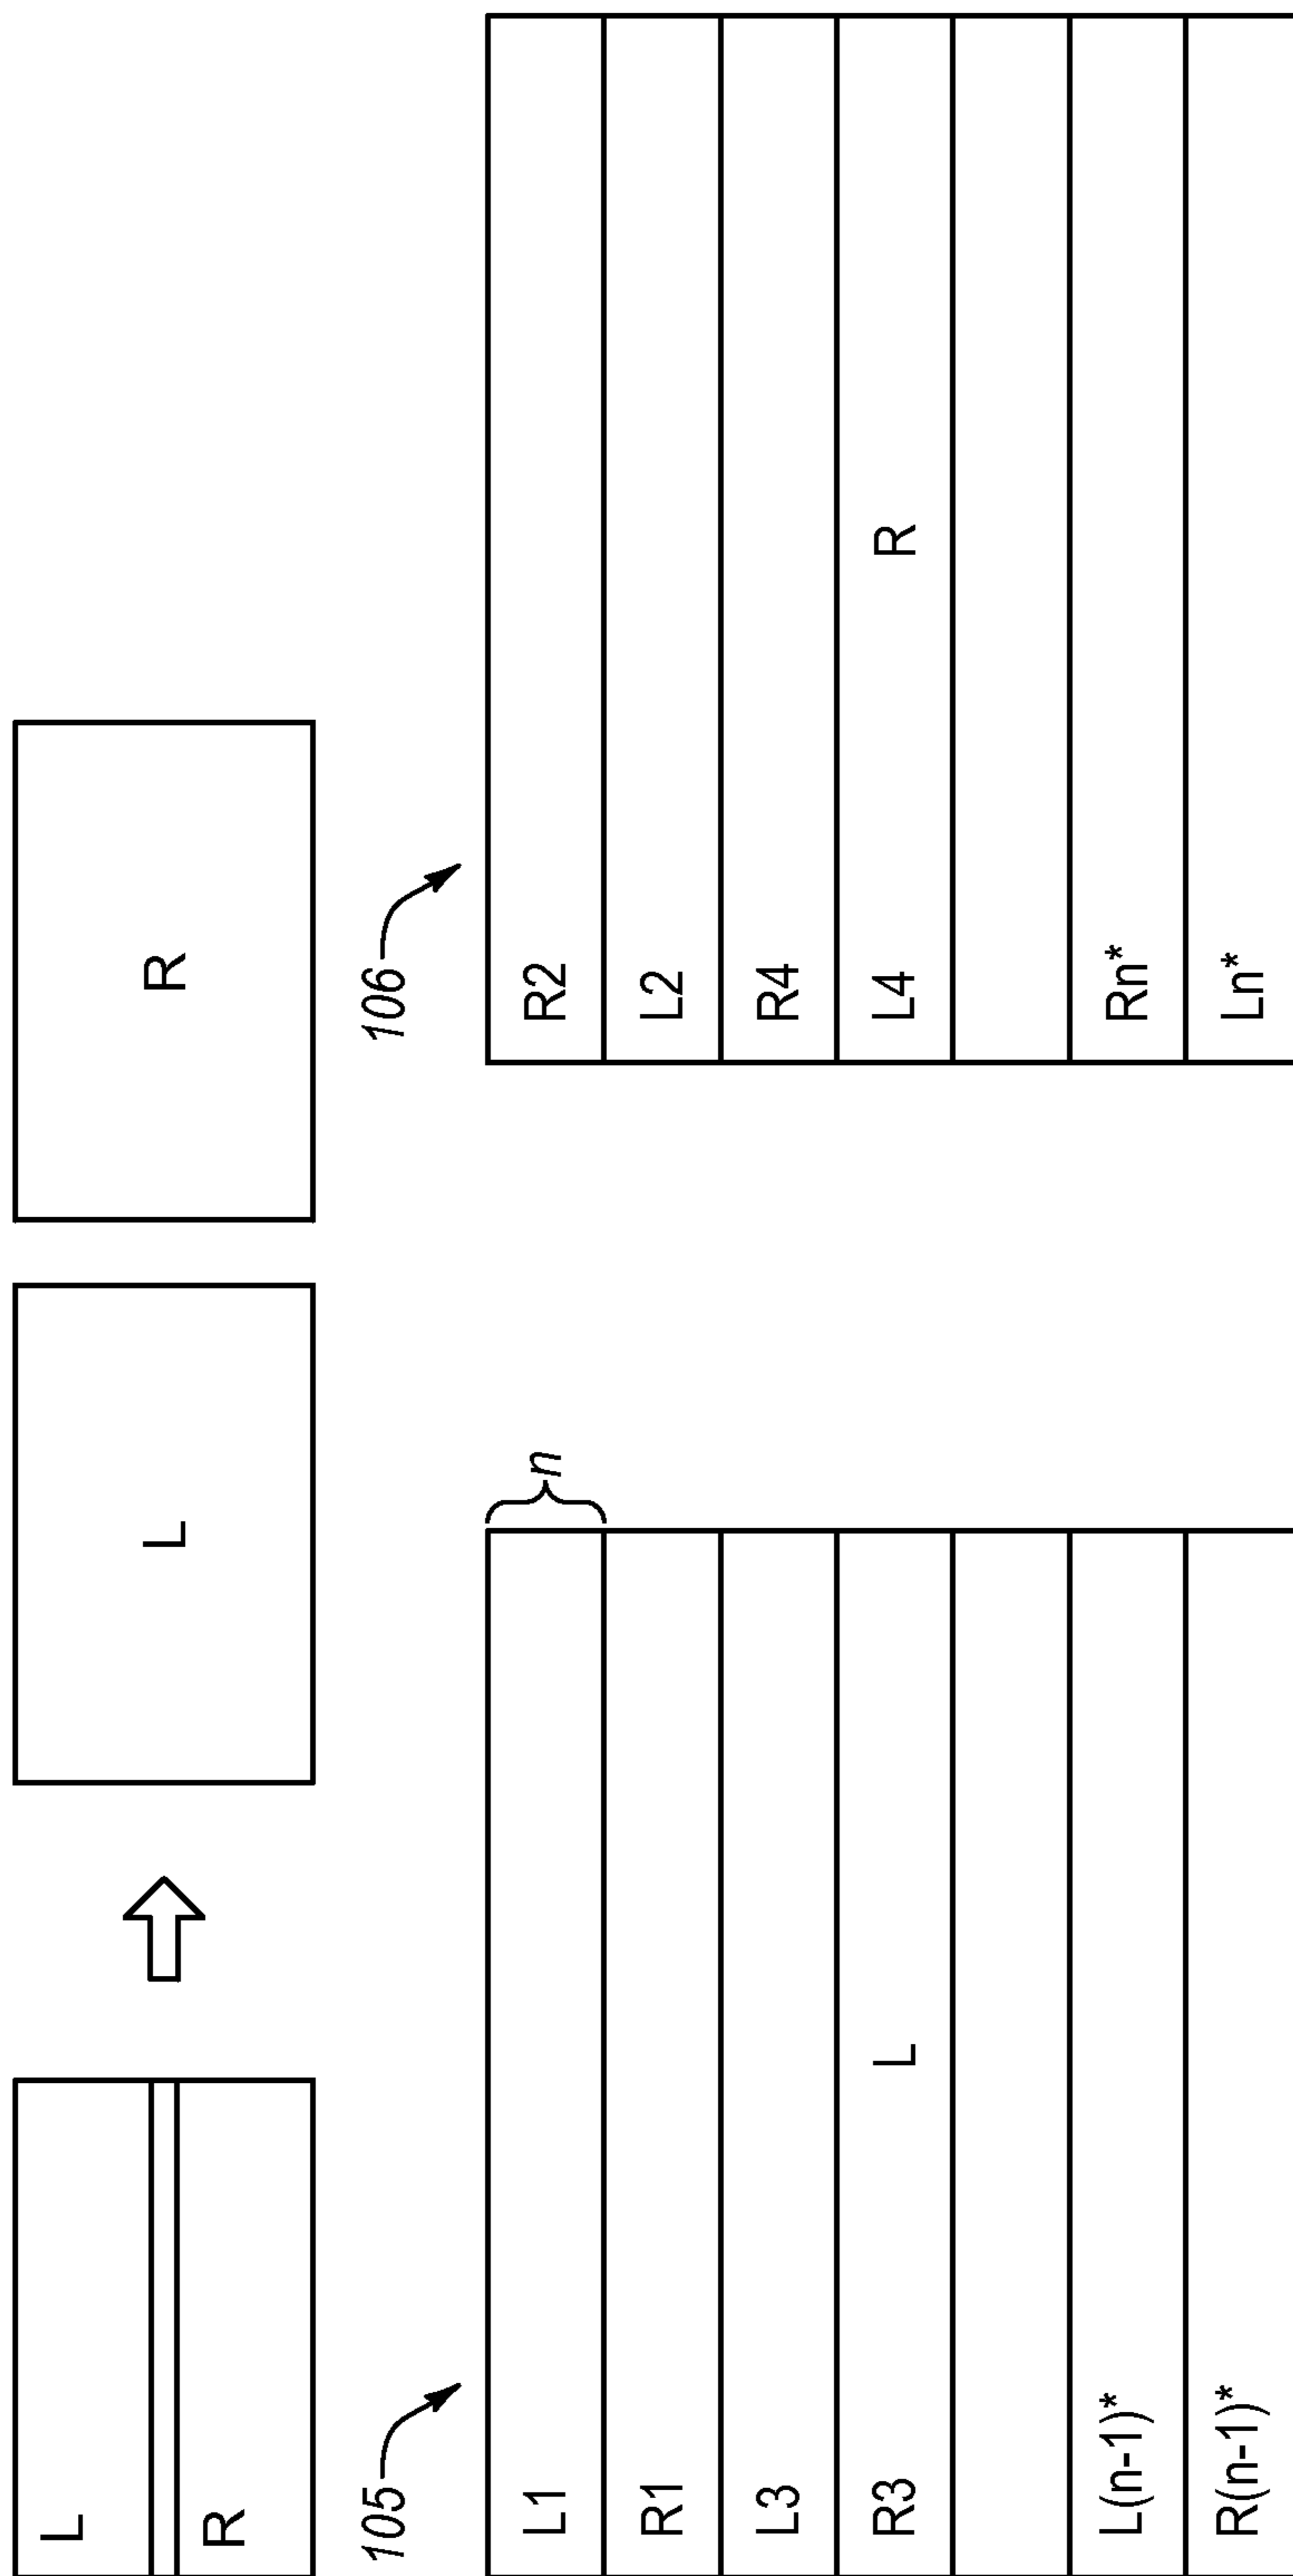 L L
L R
R R
105 106
L1 n R2
R1 L2
L3 R4
R3 L L4 R
L(n-1)* Rn*
R(n-1)* Ln*